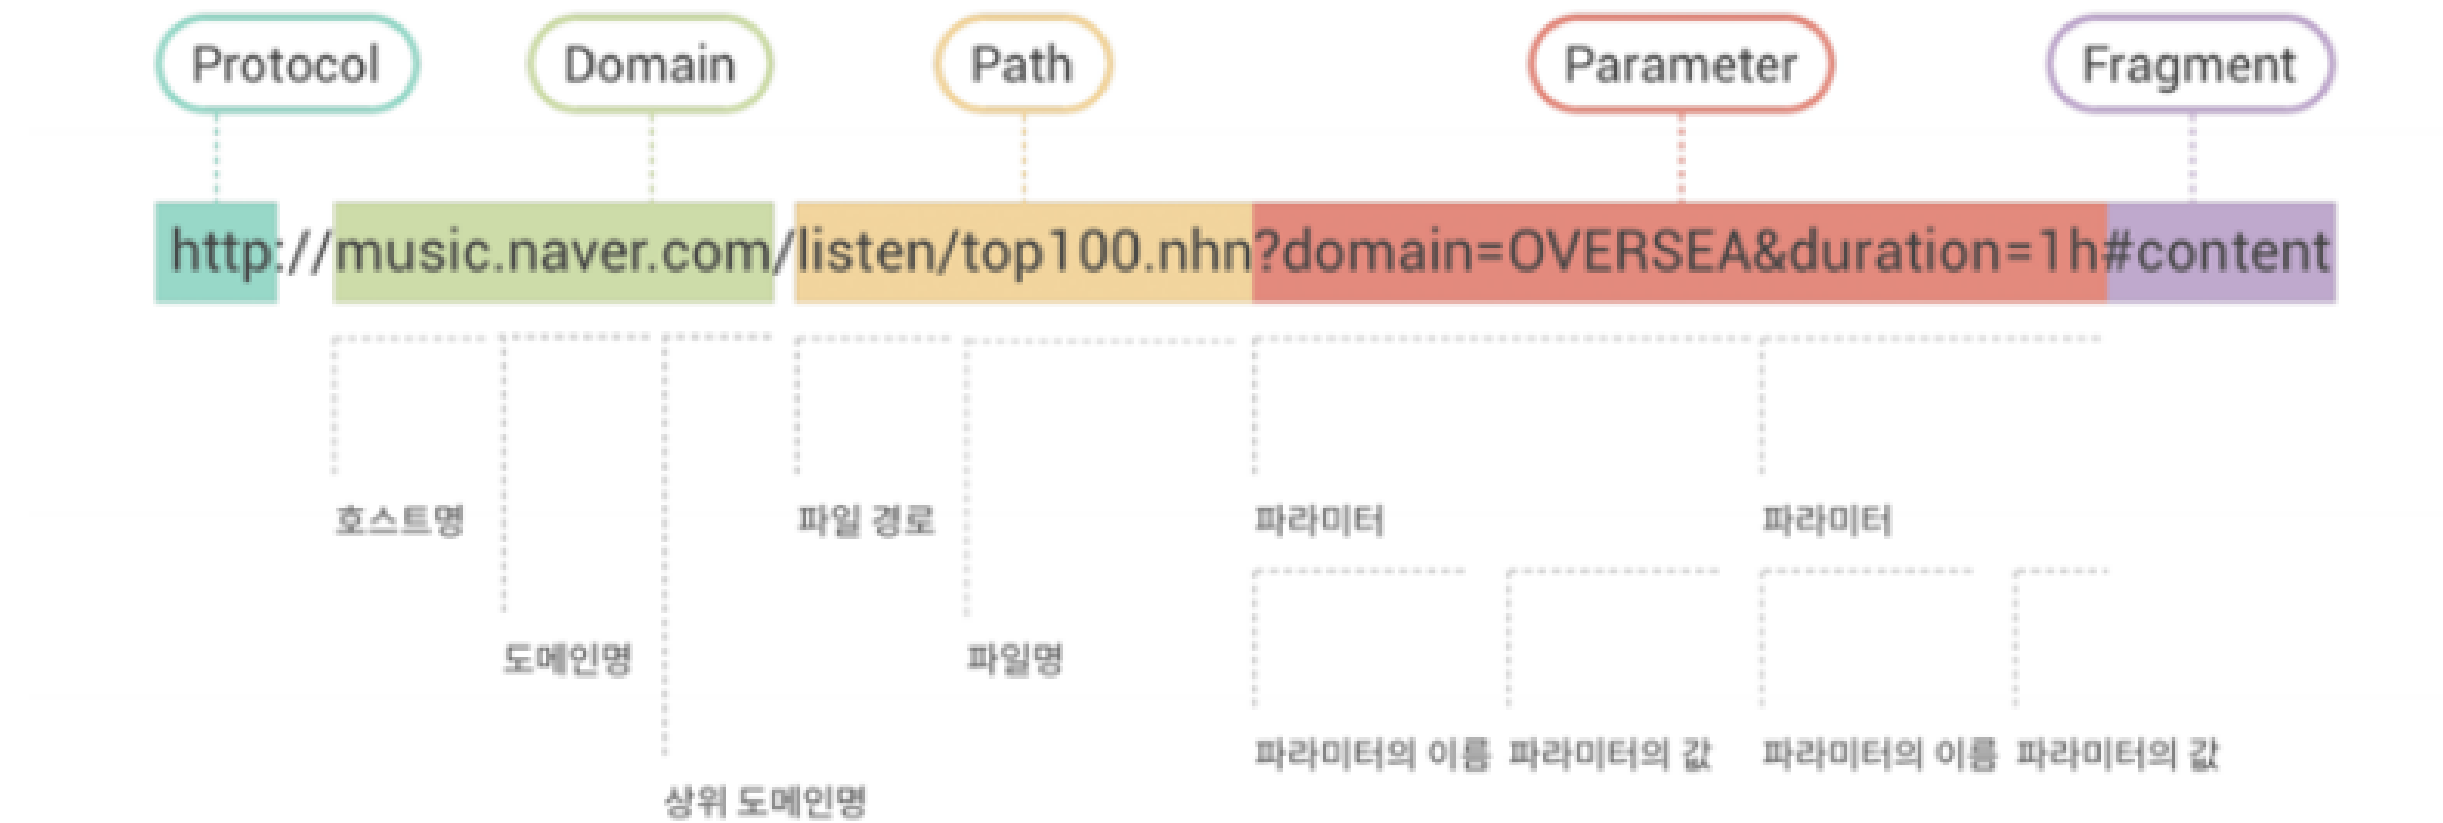 Protocol Domain Path Parameter Fragment
http://music.naver.com/listen/top100.nhn?domain=OVERSEA&duration=1h#content
호스트명 파일 경로 파라미터 파라미터
도메인명 파일명
파라미터의 이름 파라미터의 값 파라미터의 이름 파라미터의 값
상위 도메인명